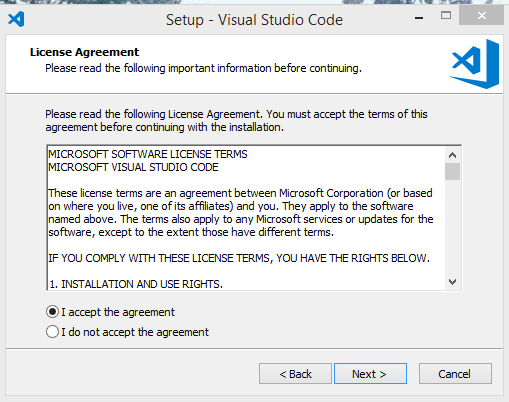 Setup - Visual Studio Code
License Agreement
Please read the following important information before continuing.
Please read the following License Agreement. You must accept the terms of this
agreement before continuing with the installation.
MICROSOFT SOFTWARE LICENSE TERMS
MICROSOFT VISUAL STUDIO CODE
These license terms are an agreement between Microsoft Corporation (or based
on where you live, one of its affiliates) and you. They apply to the software
named above. The terms also apply to any Microsoft services or updates for the
software, except to the extent those have different terms.
IF YOU COMPLY WITH THESE LICENSE TERMS, YOU HAVE THE RIGHTS BELOW.
1. INSTALLATION AND USE RIGHTS.
I accept the agreement
I do not accept the agreement
< Back
Next >
Cancel